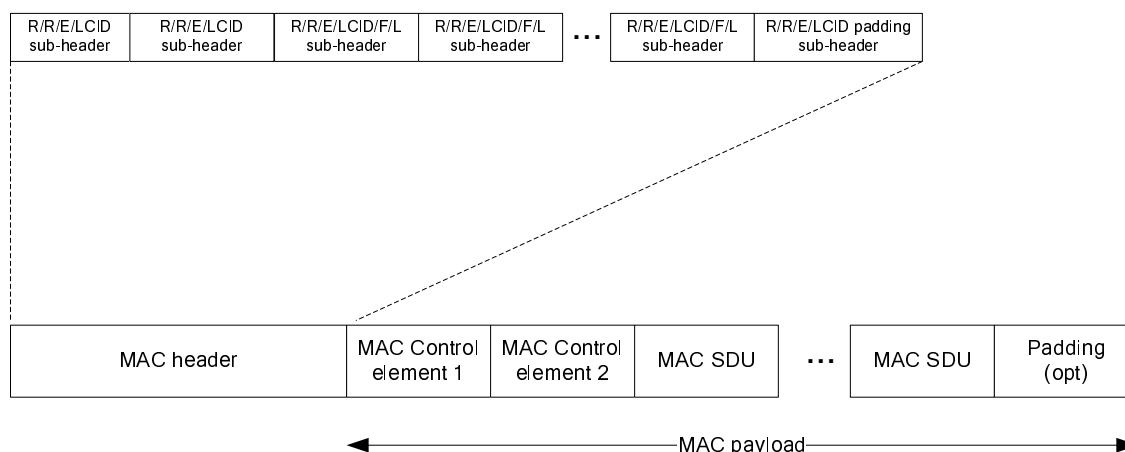 R/R/E/LCID
sub-header
R/R/E/LCID
sub-header
R/R/E/LCID/F/L
sub-header
R/R/E/LCID/F/L
sub-header
...
R/R/E/LCID/F/L
sub-header
R/R/E/LCID padding
sub-header
MAC header
MAC Control
element 1
MAC Control
element 2
MAC SDU
...
MAC SDU
Padding
(opt)
MAC payload